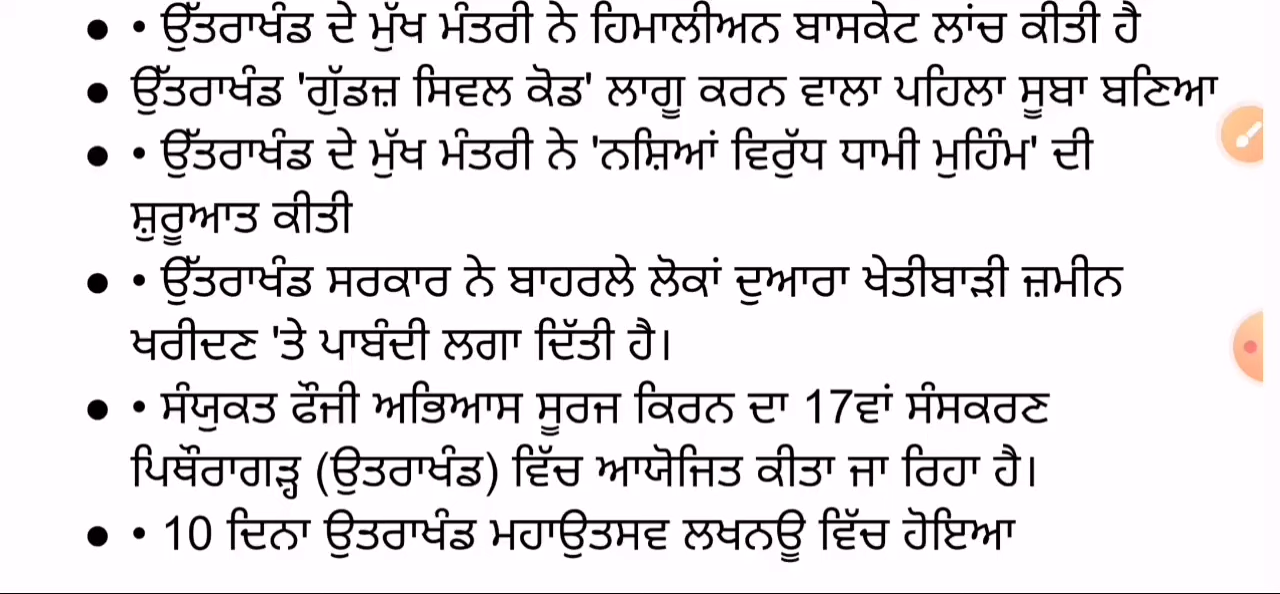 ● • ਉੱਤਰਾਖੰਡ ਦੇ ਮੁੱਖ ਮੰਤਰੀ ਨੇ ਹਿਮਾਲੀਅਨ ਬਾਸਕੇਟ ਲਾਂਚ ਕੀਤੀ ਹੈ
● ਉੱਤਰਾਖੰਡ 'ਗੁੱਡਜ਼ ਸਿਵਲ ਕੋਡ' ਲਾਗੂ ਕਰਨ ਵਾਲਾ ਪਹਿਲਾ ਸੂਬਾ ਬਣਿਆ
● • ਉੱਤਰਾਖੰਡ ਦੇ ਮੁੱਖ ਮੰਤਰੀ ਨੇ 'ਨਸ਼ਿਆਂ ਵਿਰੁੱਧ ਧਾਮੀ ਮੁਹਿੰਮ' ਦੀ
ਸ਼ੁਰੂਆਤ ਕੀਤੀ
● • ਉੱਤਰਾਖੰਡ ਸਰਕਾਰ ਨੇ ਬਾਹਰਲੇ ਲੋਕਾਂ ਦੁਆਰਾ ਖੇਤੀਬਾੜੀ ਜ਼ਮੀਨ
ਖਰੀਦਣ 'ਤੇ ਪਾਬੰਦੀ ਲਗਾ ਦਿੱਤੀ ਹੈ।
● • ਸੰਯੁਕਤ ਫੌਜੀ ਅਭਿਆਸ ਸੂਰਜ ਕਿਰਨ ਦਾ 17ਵਾਂ ਸੰਸਕਰਣ
ਪਿਥੌਰਾਗੜ੍ਹ (ਉਤਰਾਖੰਡ) ਵਿੱਚ ਆਯੋਜਿਤ ਕੀਤਾ ਜਾ ਰਿਹਾ ਹੈ।
● • 10 ਦਿਨਾ ਉਤਰਾਖੰਡ ਮਹਾਉਤਸਵ ਲਖਨਊ ਵਿੱਚ ਹੋਇਆ